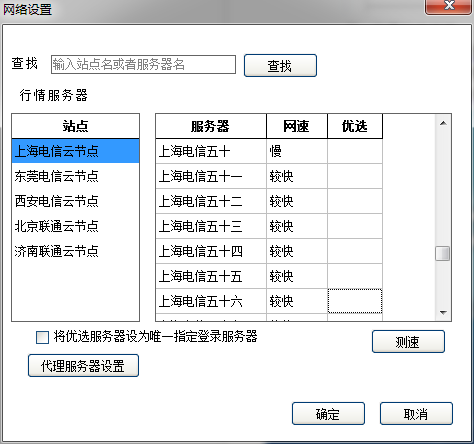 网络设置
查找 输入站点名或者服务器名 查找
行情服务器
站点 服务器 网速 优选
上海电信云节点 上海电信五十 慢
东莞电信云节点 上海电信五十一 较快
西安电信云节点 上海电信五十二 较快
北京联通云节点 上海电信五十三 较快
济南联通云节点 上海电信五十四 较快
上海电信五十五 较快
上海电信五十六 较快
将优选服务器设为唯一指定登录服务器 测速
代理服务器设置
确定 取消